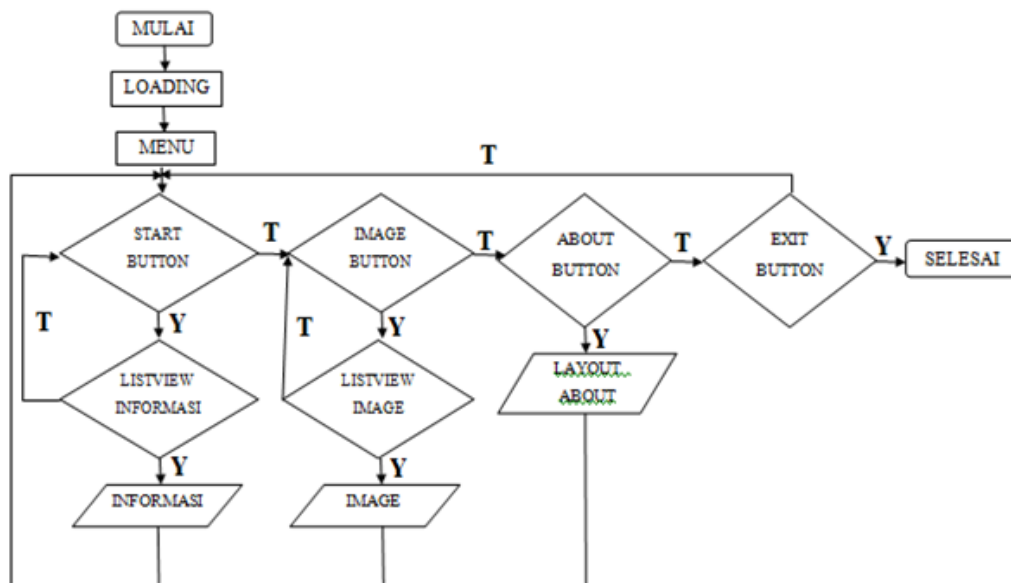 MULAI
LOADING
MENU
T
START
BUTTON
T
IMAGE
BUTTON
T
ABOUT
BUTTON
T
EXIT
BUTTON
Y
SELESAI
T
Y
T
Y
Y
LISTVIEW
INFORMASI
LISTVIEW
IMAGE
LAYOUT
ABOUT
Y
Y
INFORMASI
IMAGE